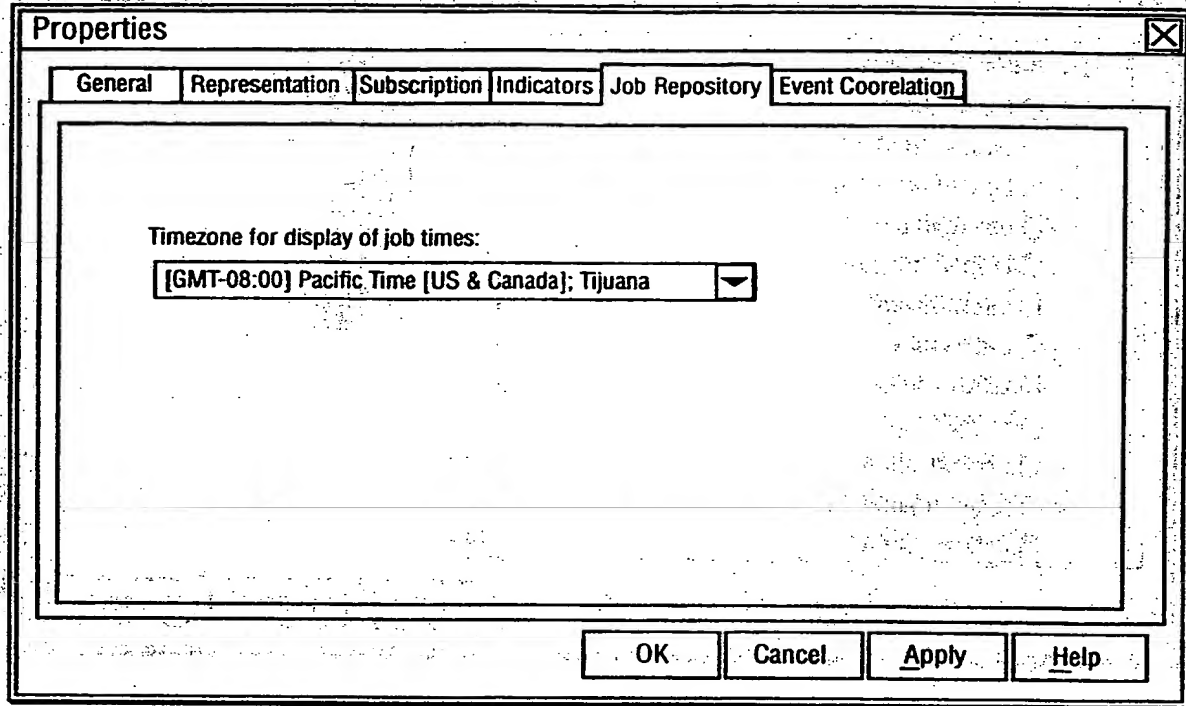 Properties
General Representation Subscription Indicators Job Repository Event Coorelation
Timezone for display of job times:
[GMT-08:00] Pacific Time [US & Canada]; Tijuana
OK Cancel Apply Help